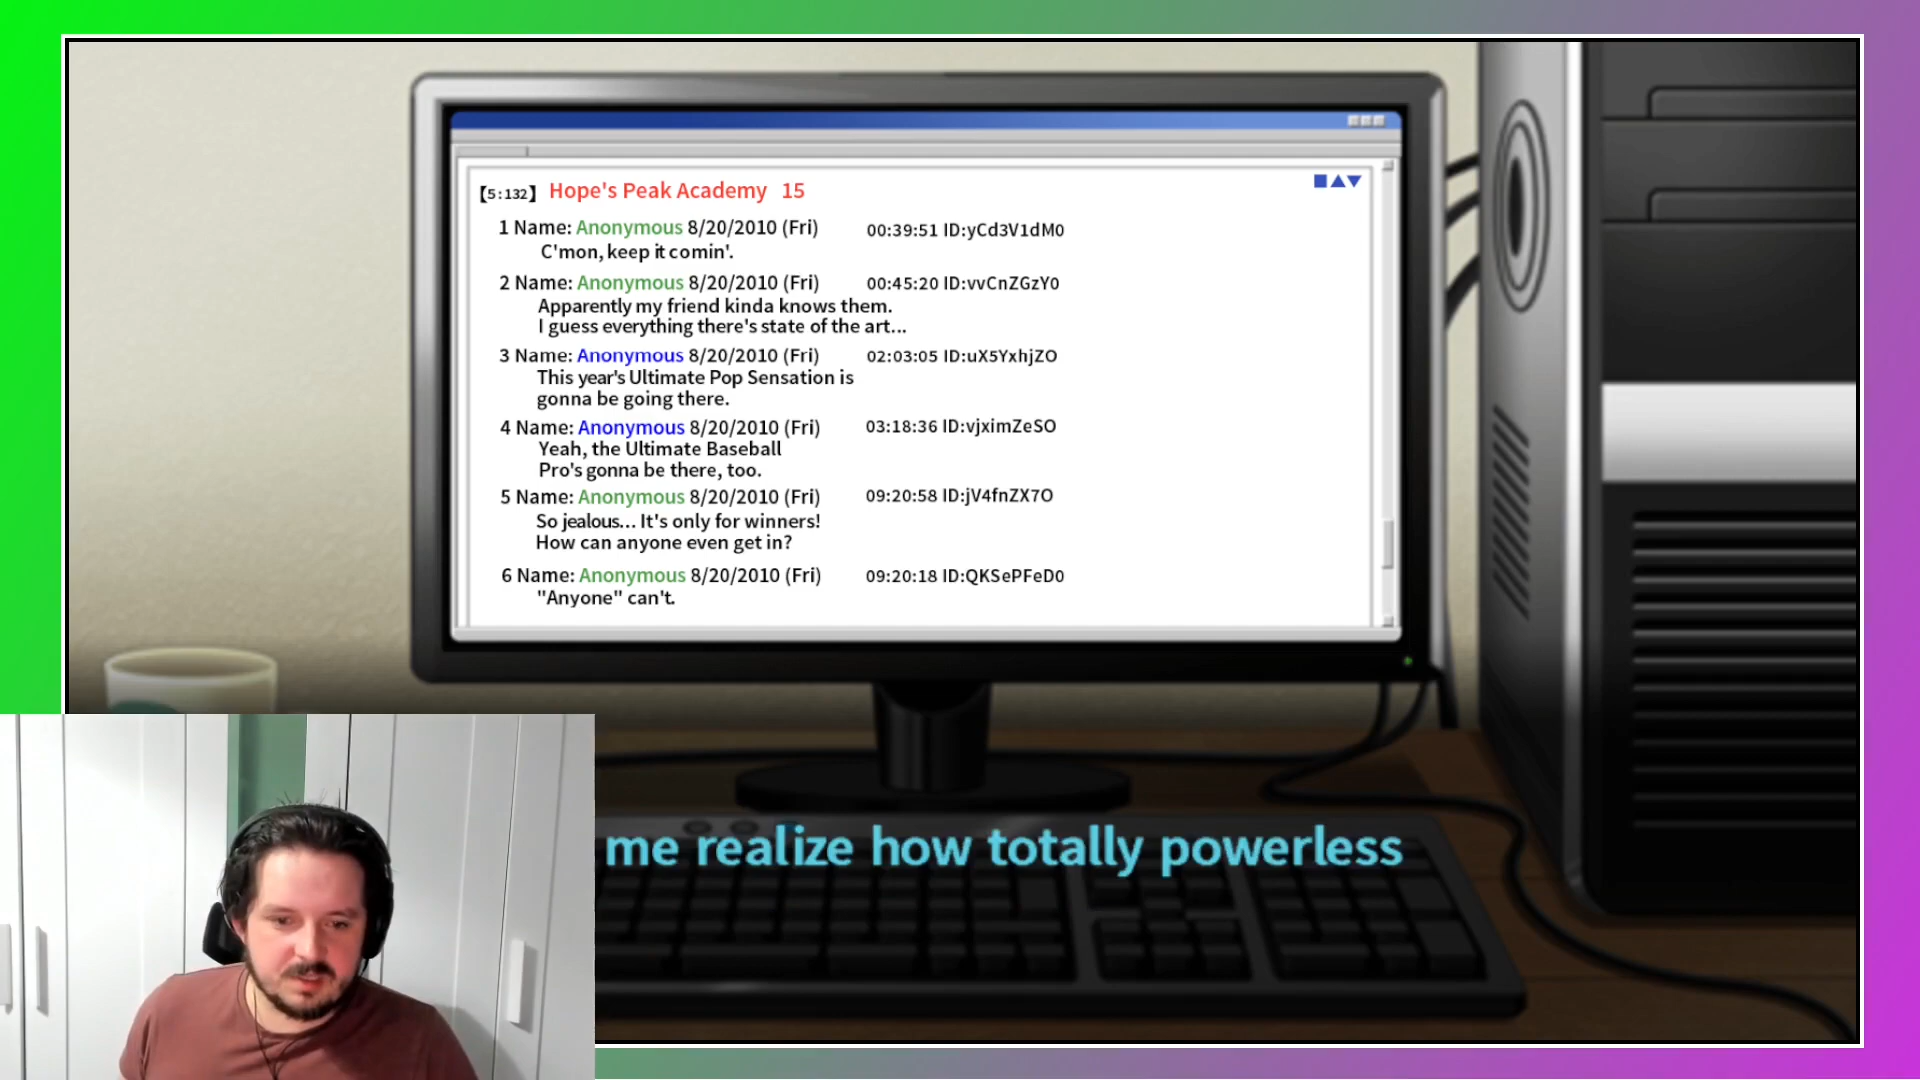 【5:132】 Hope's Peak Academy 15
1 Name: Anonymous 8/20/2010 (Fri) 00:39:51 ID:yCd3V1dM0
C'mon, keep it comin'.
2 Name: Anonymous 8/20/2010 (Fri) 00:45:20 ID:vvCnZGzY0
Apparently my friend kinda knows them.
I guess everything there's state of the art...
3 Name: Anonymous 8/20/2010 (Fri) 02:03:05 ID:uX5YxhjZO
This year's Ultimate Pop Sensation is
gonna be going there.
4 Name: Anonymous 8/20/2010 (Fri) 03:18:36 ID:vjximZeSO
Yeah, the Ultimate Baseball
Pro's gonna be there, too.
5 Name: Anonymous 8/20/2010 (Fri) 09:20:58 ID:jV4fnZX7O
So jealous... It's only for winners!
How can anyone even get in?
6 Name: Anonymous 8/20/2010 (Fri) 09:20:18 ID:QKSePFeD0
"Anyone" can't.
me realize how totally powerless